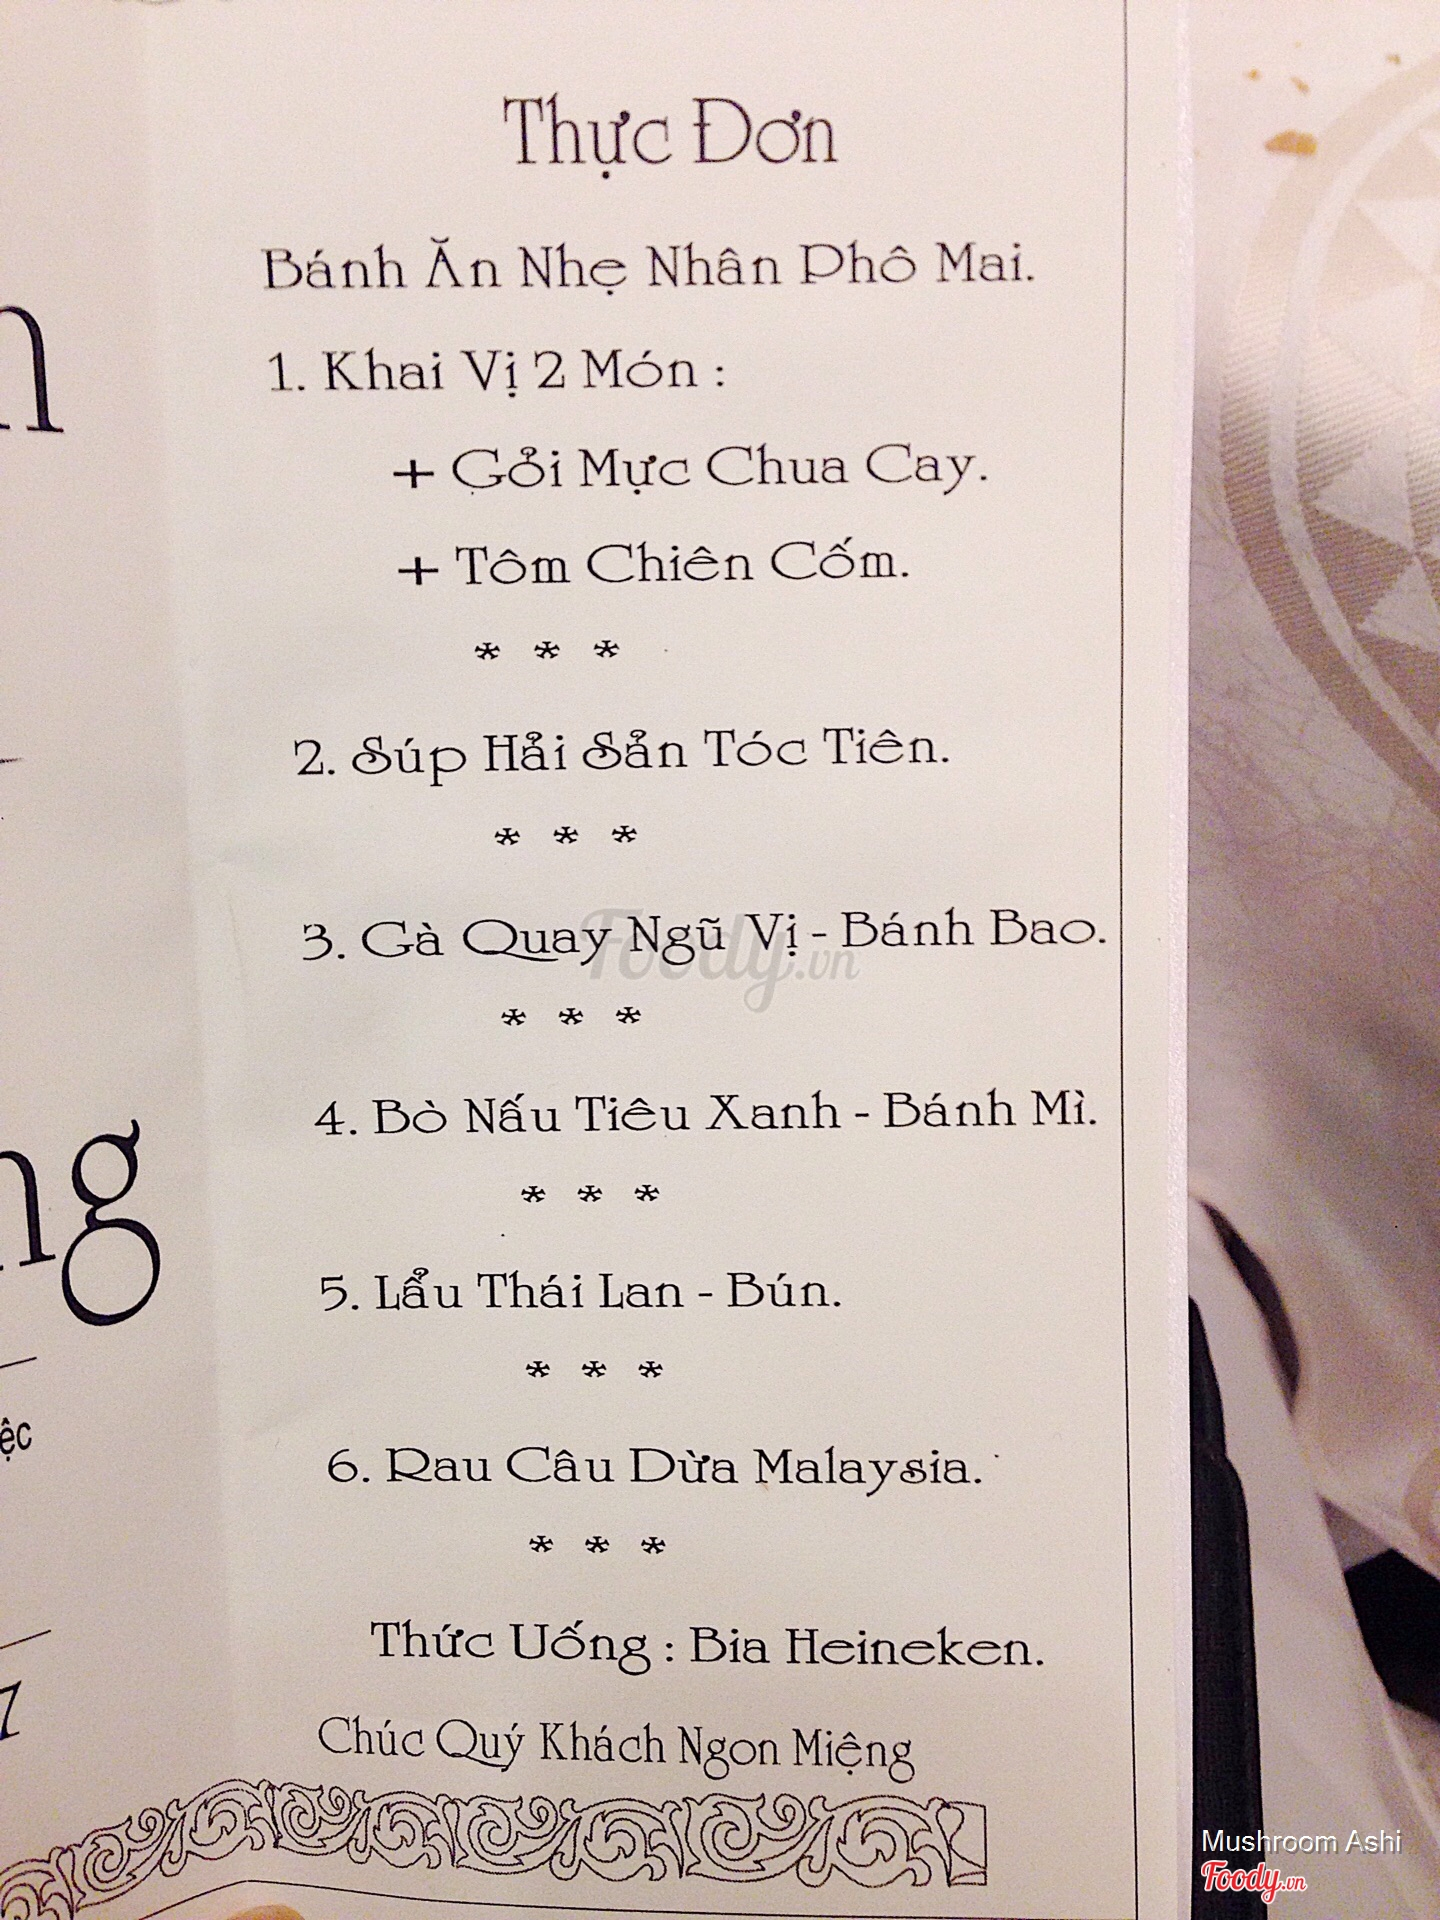 Thực Đơn
Bánh Ăn Nhẹ Nhân Phô Mai.
1. Khai Vị 2 Món :
+ Gỏi Mực Chua Cay.
+ Tôm Chiên Cốm.
* * *
2. Súp Hải Sản Tóc Tiên.
* * *
3. Gà Quay Ngũ Vị - Bánh Bao.
Foody.vn
* * *
4. Bò Nấu Tiêu Xanh - Bánh Mì.
* * *
5. Lẩu Thái Lan - Bún.
* * *
6. Rau Câu Dừa Malaysia.
* * *
Thức Uống : Bia Heineken.
Chúc Quý Khách Ngon Miệng
Mushroom Ashi
Foody.vn